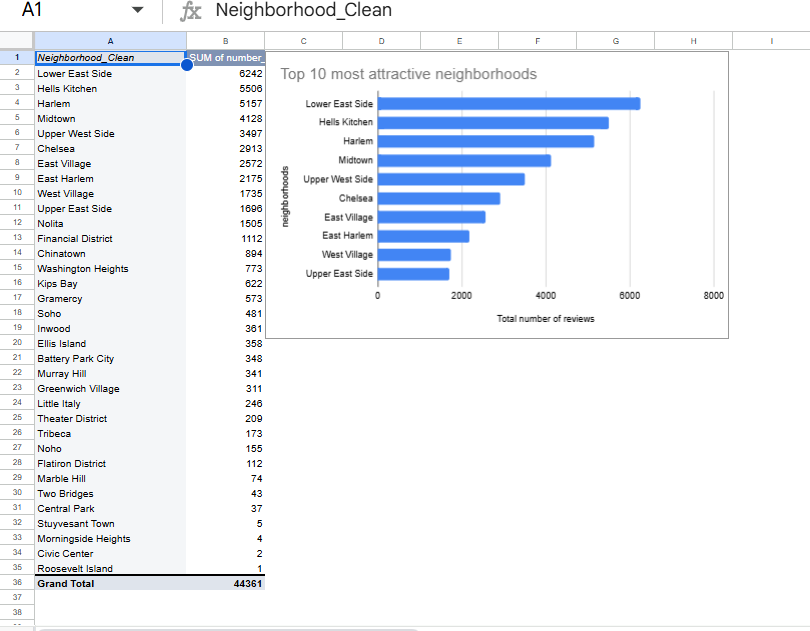 A1 fx Neighborhood_Clean
A B C D E F G H I
1 Neighborhood_Clean SUM of number_
2 Lower East Side 6242
3 Hells Kitchen 5506
4 Harlem 5157
5 Midtown 4128
6 Upper West Side 3497
7 Chelsea 2913
8 East Village 2572
9 East Harlem 2175
10 West Village 1735
11 Upper East Side 1696
12 Nolita 1505
13 Financial District 1112
14 Chinatown 894
15 Washington Heights 773
16 Kips Bay 622
17 Gramercy 573
18 Soho 481
19 Inwood 361
20 Ellis Island 358
21 Battery Park City 348
22 Murray Hill 341
23 Greenwich Village 311
24 Little Italy 246
25 Theater District 209
26 Tribeca 173
27 Noho 155
28 Flatiron District 112
29 Marble Hill 74
30 Two Bridges 43
31 Central Park 37
32 Stuyvesant Town 5
33 Morningside Heights 4
34 Civic Center 2
35 Roosevelt Island 1
36 Grand Total 44361
37
38
Top 10 most attractive neighborhoods
neighborhoods
Lower East Side
Hells Kitchen
Harlem
Midtown
Upper West Side
Chelsea
East Village
East Harlem
West Village
Upper East Side
0 2000 4000 6000 8000
Total number of reviews